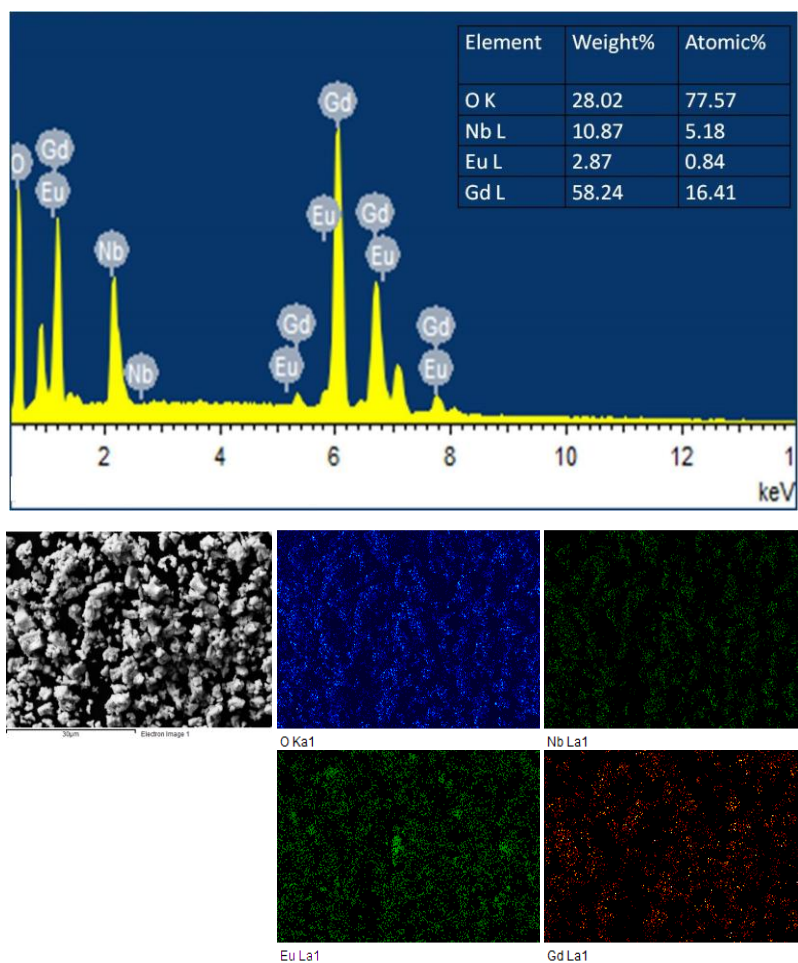 Element Weight% Atomic%
O K 28.02 77.57
Nb L 10.87 5.18
Eu L 2.87 0.84
Gd L 58.24 16.41
Gd
O Gd
Eu Eu Gd
Nb Eu
Gd Gd
Nb Eu Eu
2 4 6 8 10 12 1
keV
30µm Electron Image 1
O Ka1
Nb La1
Eu La1
Gd La1